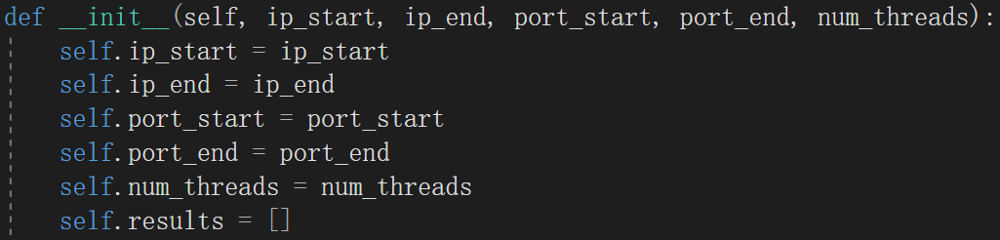 def __init__(self, ip_start, ip_end, port_start, port_end, num_threads):
    self.ip_start = ip_start
    self.ip_end = ip_end
    self.port_start = port_start
    self.port_end = port_end
    self.num_threads = num_threads
    self.results = []